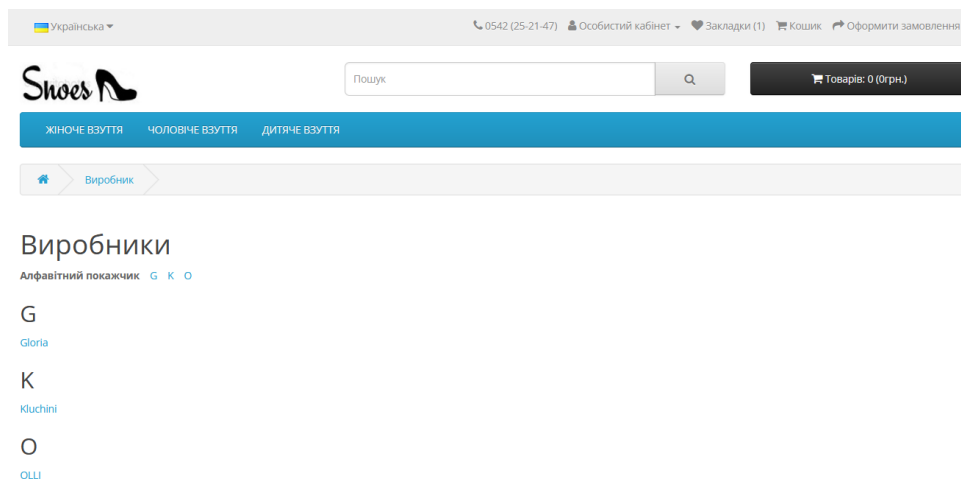 Українська 0542 (25-21-47) Особистий кабінет Закладки (1) Кошик Оформити замовлення
Shoes Пошук Товарів: 0 (0грн.)
ЖІНОЧЕ ВЗУТТЯ ЧОЛОВІЧЕ ВЗУТТЯ ДИТЯЧЕ ВЗУТТЯ
Виробник
Виробники
Алфавітний покажчик G K O
G
Gloria
K
Kluchini
O
OLLI